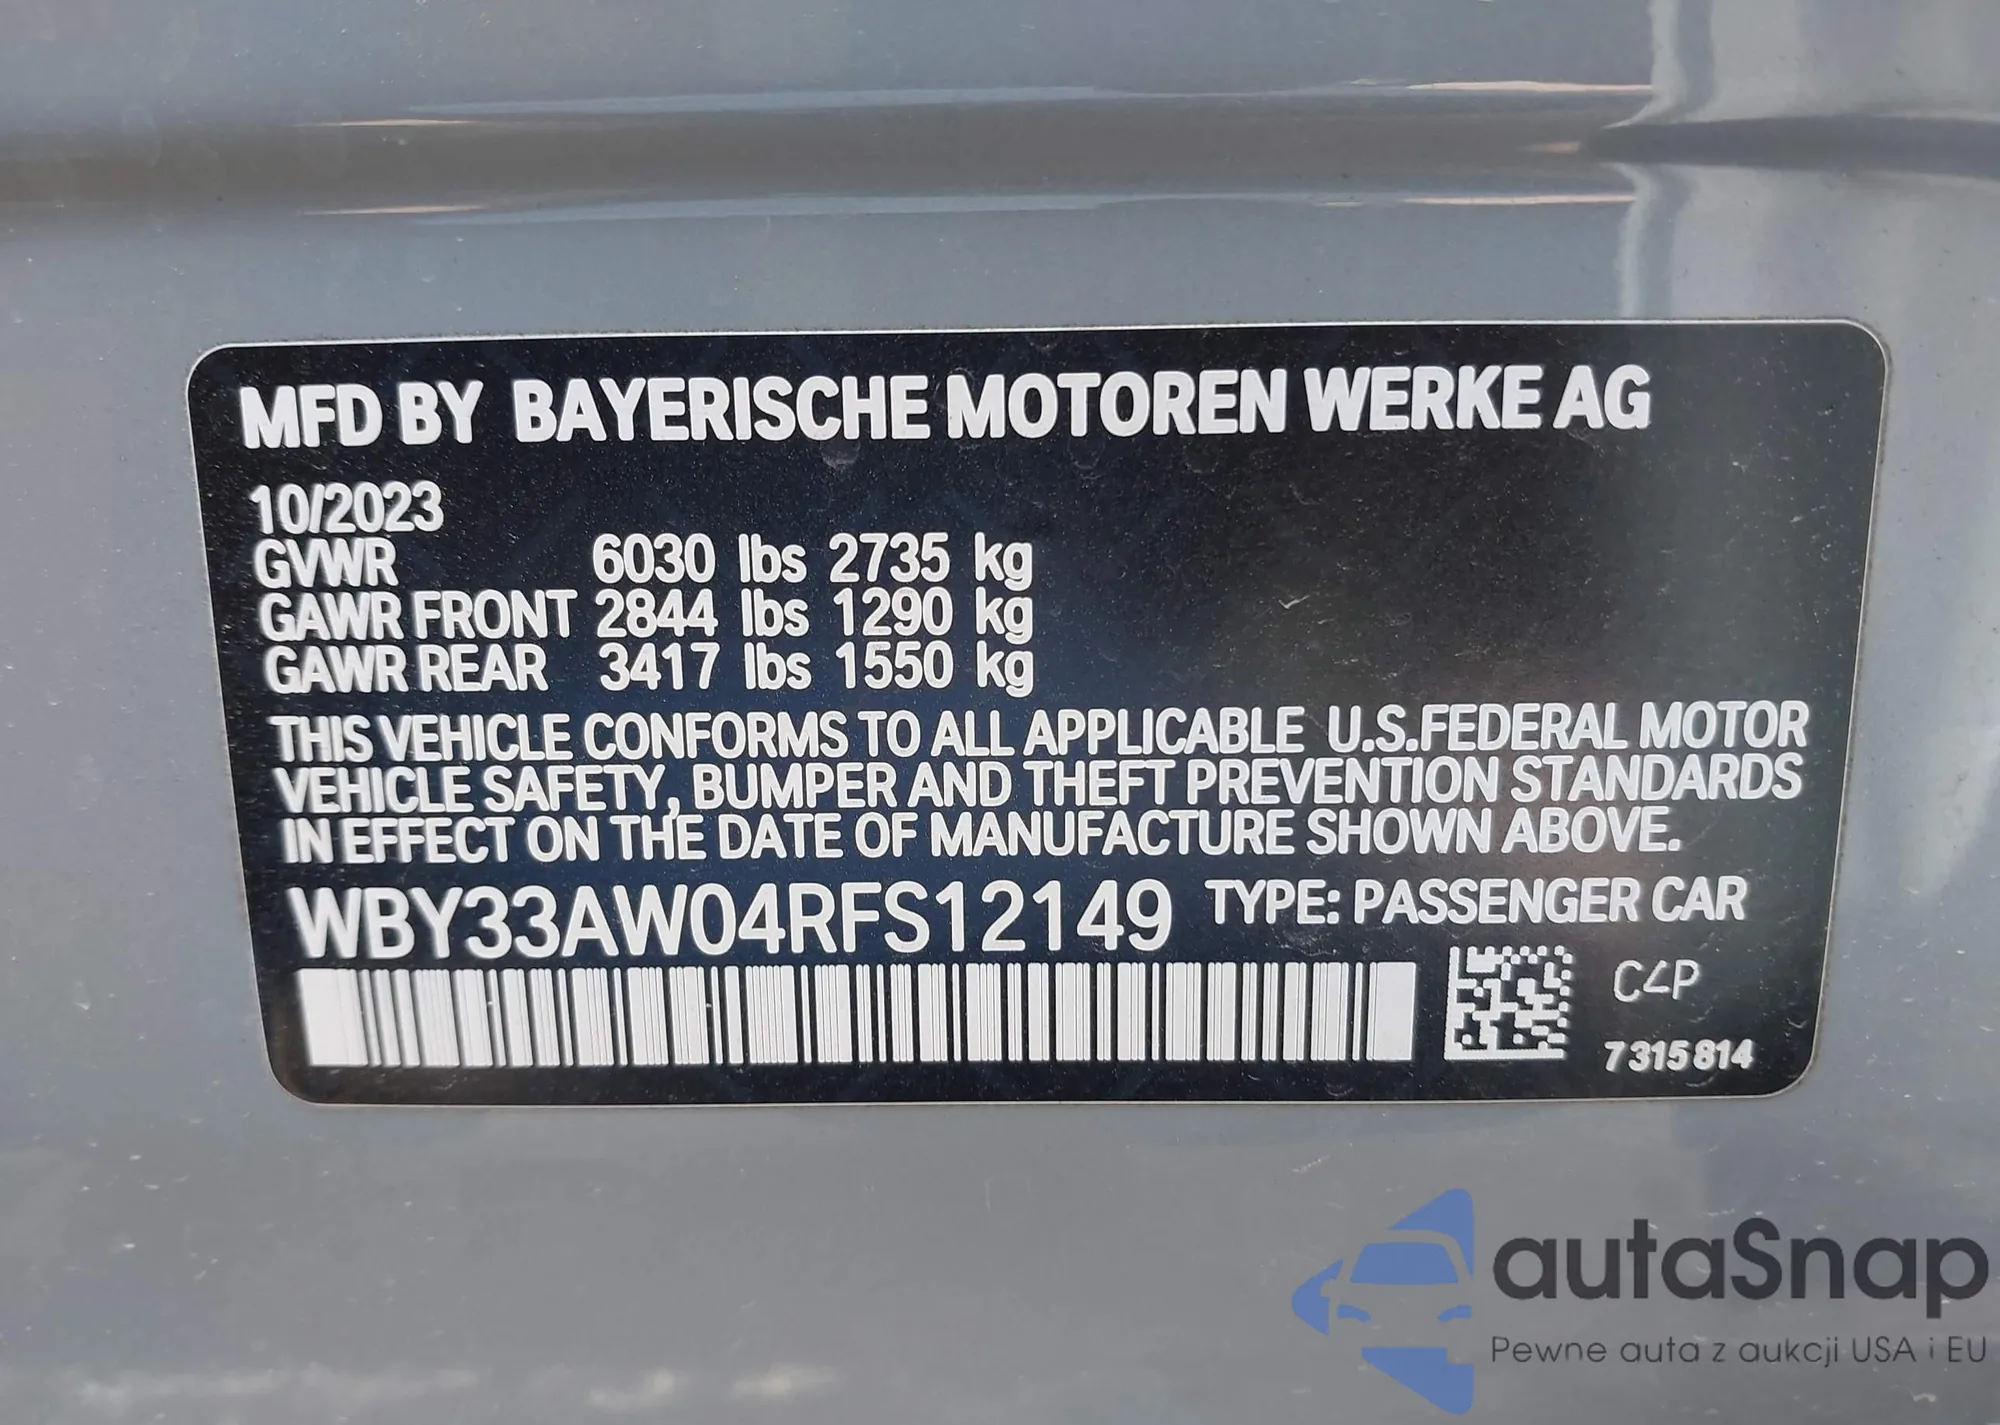 MFD BY BAYERISCHE MOTOREN WERKE AG
10/2023
GVWR 6030 lbs 2735 kg
GAWR FRONT 2844 lbs 1290 kg
GAWR REAR 3417 lbs 1550 kg
THIS VEHICLE CONFORMS TO ALL APPLICABLE U.S.FEDERAL MOTOR
VEHICLE SAFETY, BUMPER AND THEFT PREVENTION STANDARDS
IN EFFECT ON THE DATE OF MANUFACTURE SHOWN ABOVE.
WBY33AW04RFS12149 TYPE: PASSENGER CAR
7315814
autaSnap
Pewne auta z aukcji USA i EU